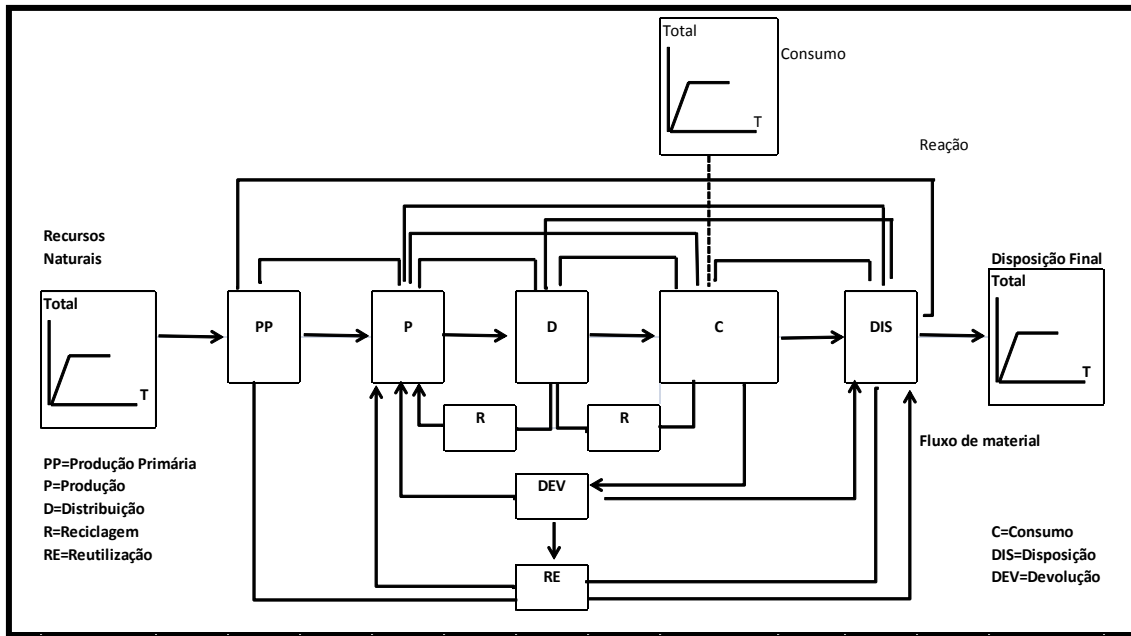 Total
Consumo
T
Reação
Recursos
Naturais
Disposição Final
Total
T
PP
P
D
C
DIS
Total
T
R
R
Fluxo de material
DEV
RE
PP=Produção Primária
P=Produção
D=Distribuição
R=Reciclagem
RE=Reutilização
C=Consumo
DIS=Disposição
DEV=Devolução